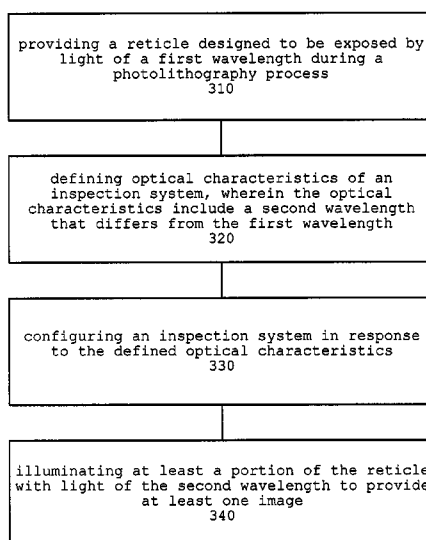 providing a reticle designed to be exposed by
light of a first wavelength during a
photolithography process
310
defining optical characteristics of an
inspection system, wherein the optical
characteristics include a second wavelength
that differs from the first wavelength
320
configuring an inspection system in response
to the defined optical characteristics
330
illuminating at least a portion of the reticle
with light of the second wavelength to provide
at least one image
340